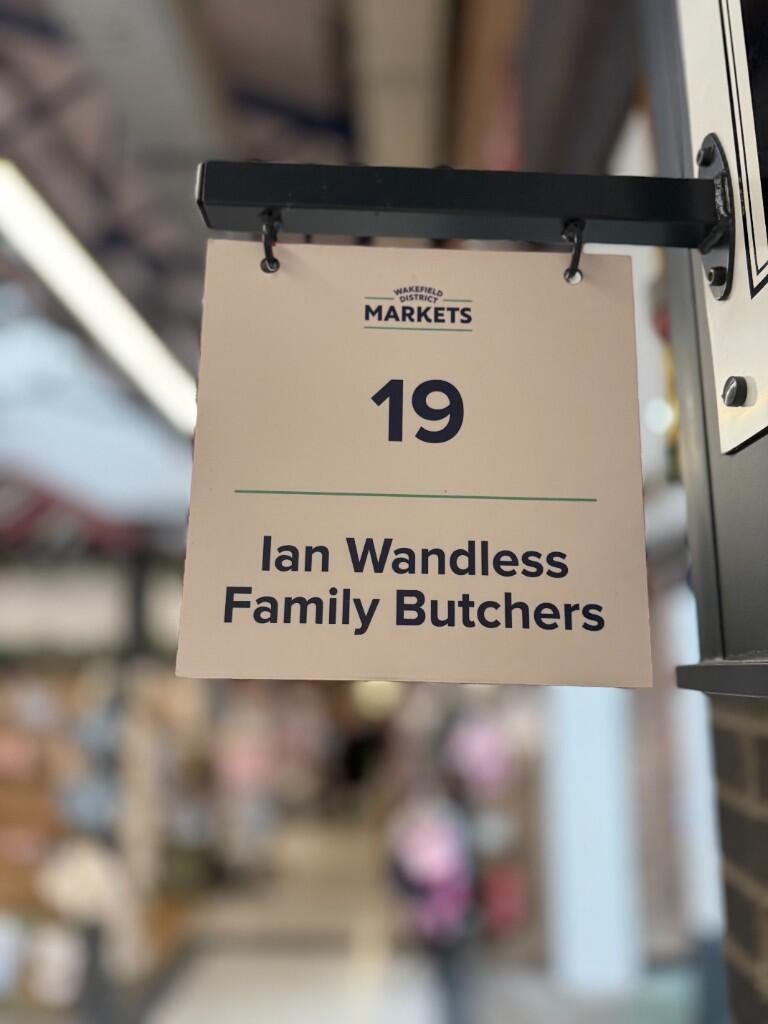 WAKEFIELD
DISTRICT
MARKETS
19
Ian Wandless
Family Butchers